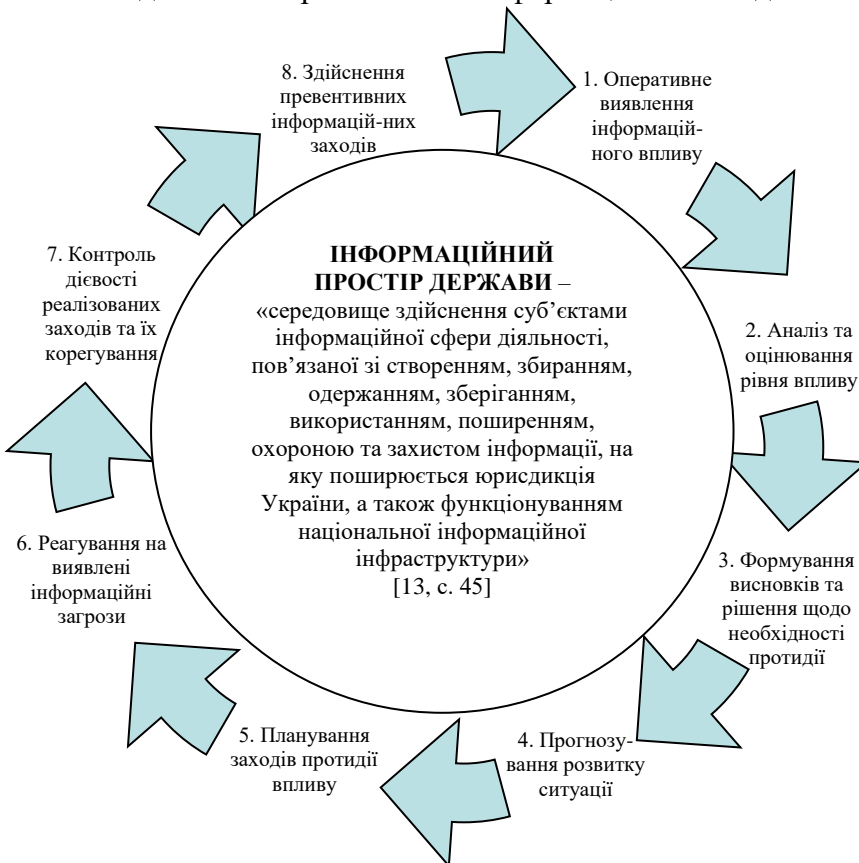 8. Здійснення
превентивних
інформацій-них
заходів
1. Оперативне
виявлення
інформацій-
ного впливу
2. Аналіз та
оцінювання
рівня впливу
3. Формування
висновків та
рішення щодо
необхідності
протидії
4. Прогнозу-
вання розвитку
ситуації
5. Планування
заходів протидії
впливу
6. Реагування на
виявлені
інформаційні
загрози
7. Контроль
дієвості
реалізованих
заходів та їх
корегування
ІНФОРМАЦІЙНИЙ
ПРОСТІР ДЕРЖАВИ –
«середовище здійснення суб’єктами
інформаційної сфери діяльності,
пов’язаної зі створенням, збиранням,
одержанням, зберіганням,
використанням, поширенням,
охороною та захистом інформації, на
яку поширюється юрисдикція
України, а також функціонуванням
національної інформаційної
інфраструктури»
[13, с. 45]